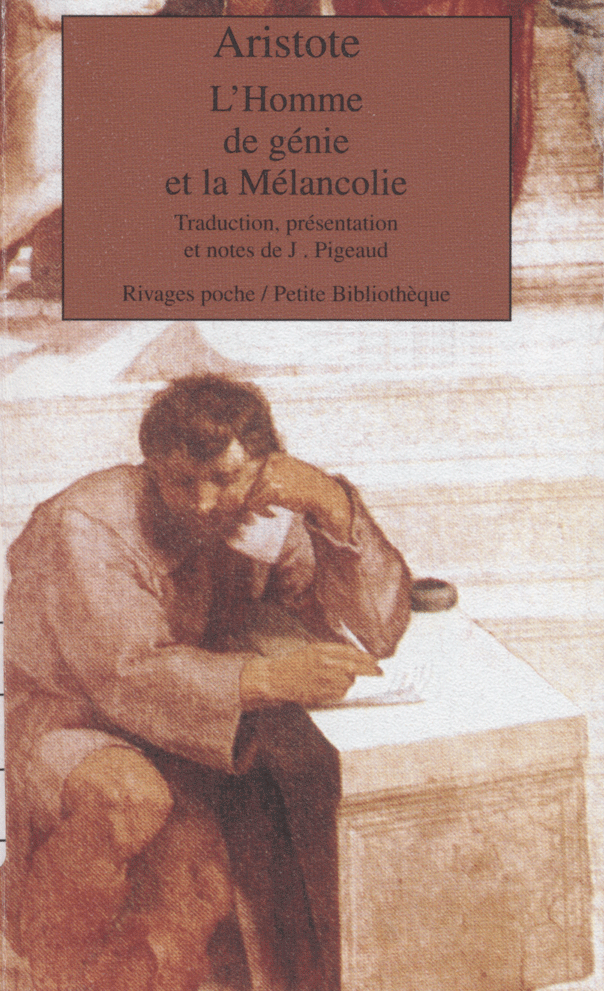 Aristote
L'Homme
de génie
et la Mélancolie
Traduction, présentation
et notes de J . Pigeaud
Rivages poche / Petite Bibliothèque